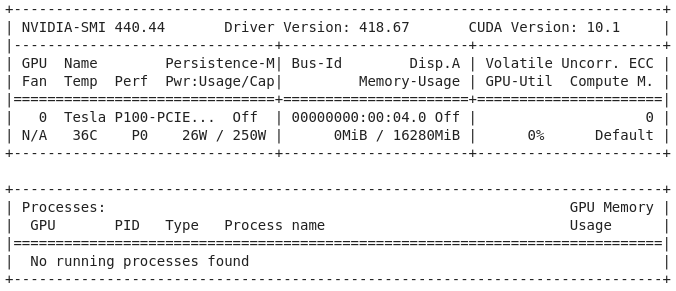 +-----------------------------------------------------------------------------+
| NVIDIA-SMI 440.44       Driver Version: 418.67       CUDA Version: 10.1     |
|-------------------------------+----------------------+----------------------+
| GPU  Name        Persistence-M| Bus-Id        Disp.A | Volatile Uncorr. ECC |
| Fan  Temp  Perf  Pwr:Usage/Cap|         Memory-Usage | GPU-Util  Compute M. |
|===============================+======================+======================|
|   0  Tesla P100-PCIE...  Off  | 00000000:00:04.0 Off |                    0 |
| N/A   36C    P0    26W / 250W |      0MiB / 16280MiB |      0%      Default |
+-------------------------------+----------------------+----------------------+

+-----------------------------------------------------------------------------+
| Processes:                                                       GPU Memory |
|  GPU       PID   Type   Process name                             Usage      |
|=============================================================================|
|  No running processes found                                                 |
+-----------------------------------------------------------------------------+